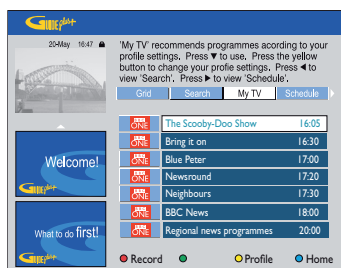 GUIDE plus+
20-May 16:47
'My TV' recommends programmes acording to your
profile settings. Press ▼ to use. Press the yellow
button to change your profie settings. Press ◄ to
view 'Search'. Press ► to view 'Schedule'.
Grid Search My TV Schedule
BBC ONE The Scooby-Doo Show 16:05
BBC ONE Bring it on 16:30
BBC ONE Blue Peter 17:00
BBC ONE Newsround 17:20
BBC ONE Neighbours 17:30
BBC ONE BBC News 18:00
BBC ONE Regional news programmes 20:00
Welcome!
GUIDE plus+
What to do first!
GUIDE plus+
Record Profile Home